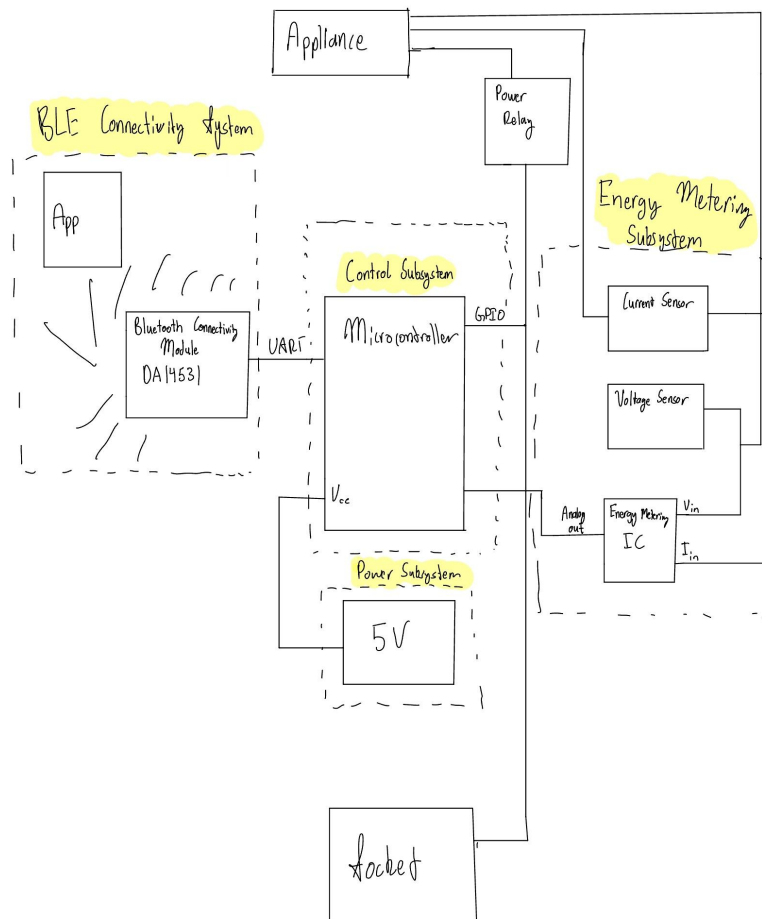 Appliance
Power
Relay
BLE Connectivity System
App
Energy Metering
Subsystem
Control Subsystem
Current Sensor
Microcontroller
GPIO
Bluetooth Connectivity
Module
DA14531
UART
Voltage Sensor
Vcc
Energy Metering
IC
Vin
Iin
Analog
out
Power Subsystem
5V
Socket